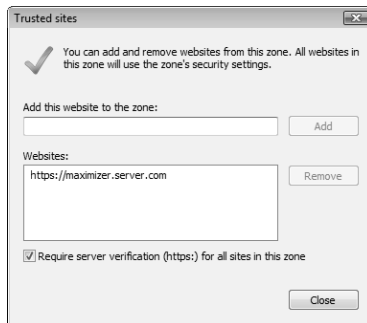 Trusted sites
You can add and remove websites from this zone. All websites in
this zone will use the zone's security settings.
Add this website to the zone:
Add
Websites:
https://maximizer.server.com
Remove
Require server verification (https:) for all sites in this zone
Close